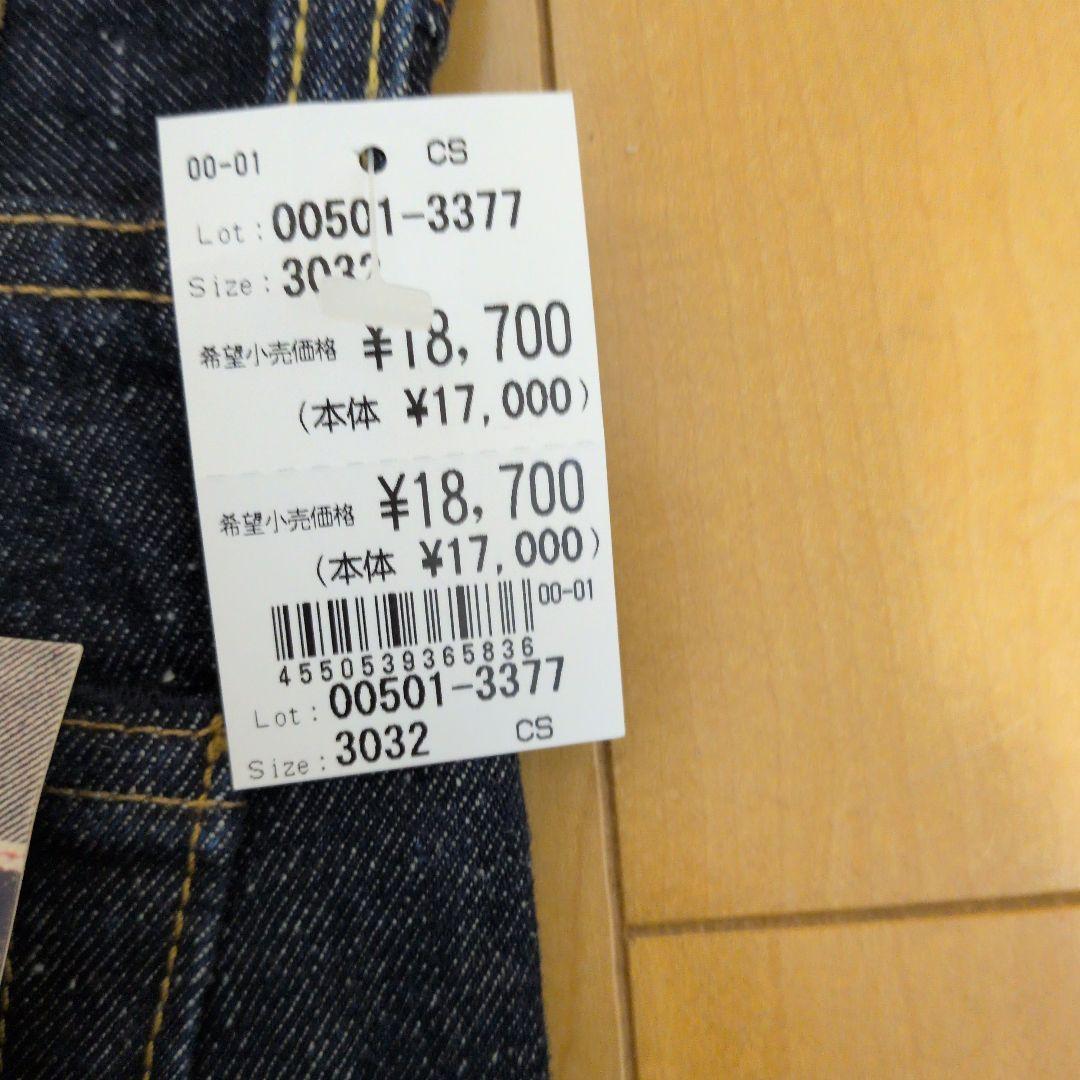 00-01 CS
Lot: 00501-3377
Size: 3032
希望小売価格 ¥18,700
(本体 ¥17,000)
希望小売価格 ¥18,700
(本体 ¥17,000)
00-01
4550539365836
Lot: 00501-3377
Size: 3032 CS